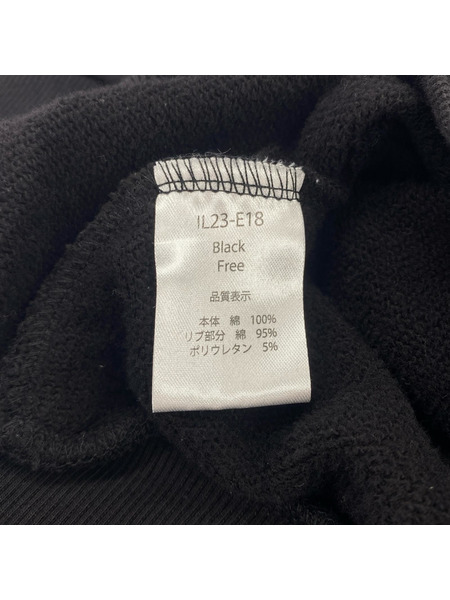 IL23-E18
Black
Free
品質表示
本体 綿 100%
リブ部分 綿 95%
ポリウレタン 5%